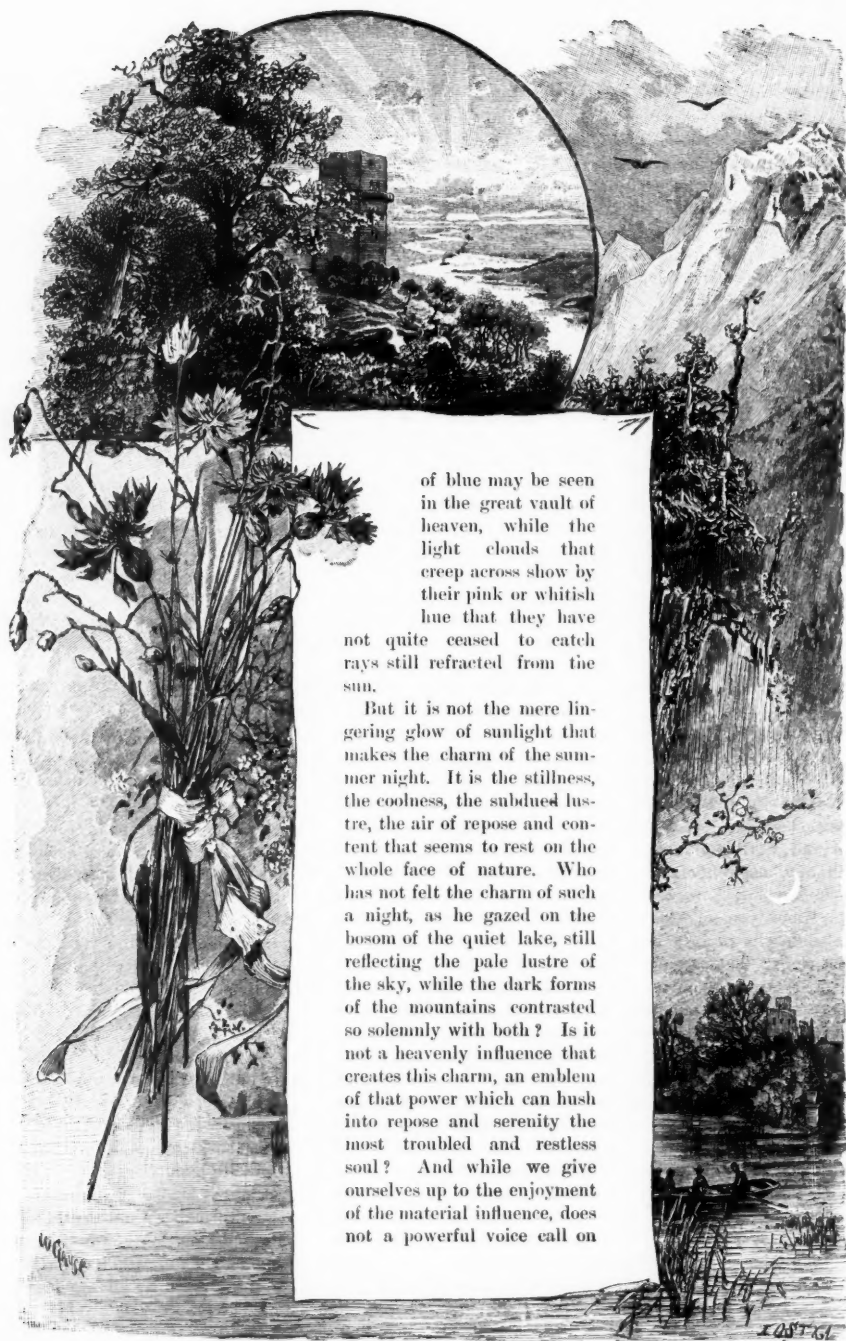 of blue may be seen
in the great vault of
heaven, while the
light clouds that
creep across show by
their pink or whitish
hue that they have
not quite ceased to catch
rays still refracted from the
sun.
But it is not the mere lin-
gering glow of sunlight that
makes the charm of the sum-
mer night. It is the stillness,
the coolness, the subdued lus-
tre, the air of repose and con-
tent that seems to rest on the
whole face of nature. Who
has not felt the charm of such
a night, as he gazed on the
bosom of the quiet lake, still
reflecting the pale lustre of
the sky, while the dark forms
of the mountains contrasted
so solemnly with both? Is it
not a heavenly influence that
creates this charm, an emblem
of that power which can hush
into repose and serenity the
most troubled and restless
soul? And while we give
ourselves up to the enjoyment
of the material influence, does
not a powerful voice call on